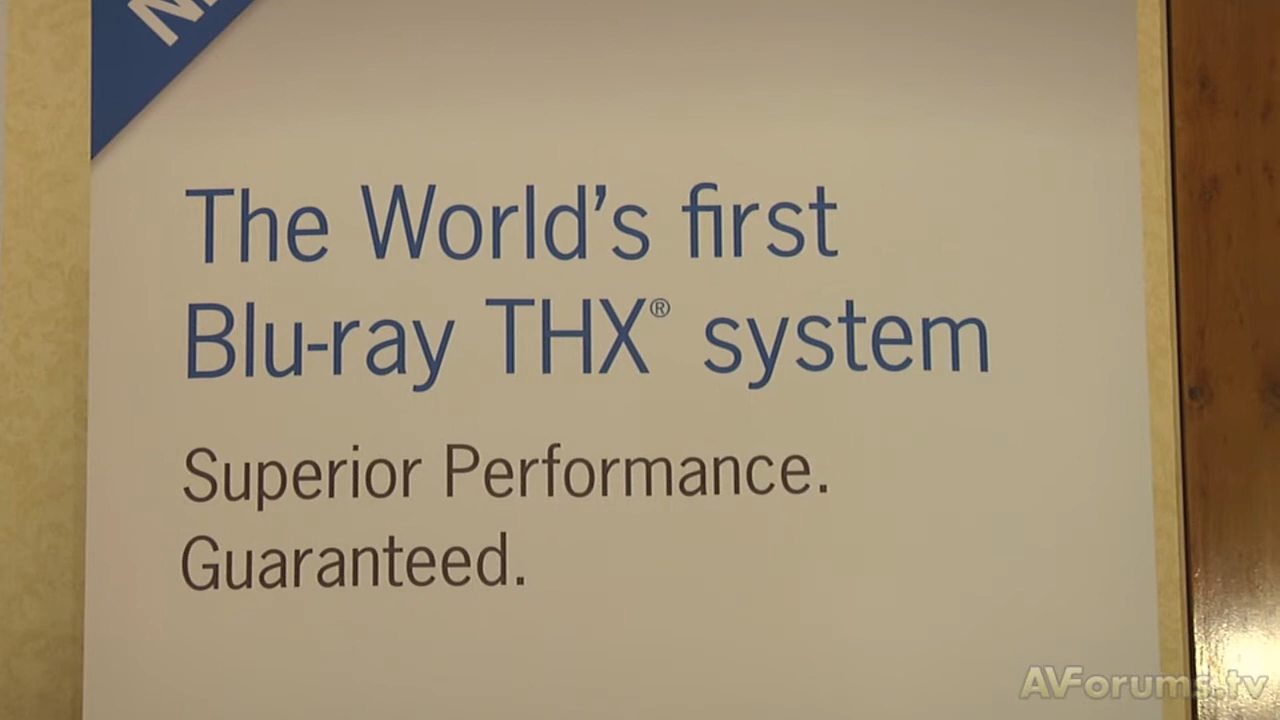 The World's first
Blu-ray THX® system
Superior Performance.
Guaranteed.
AVForums.tv